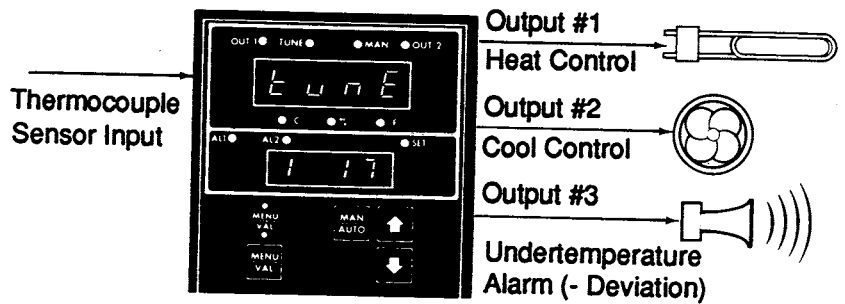 Thermocouple
Sensor Input
OUT 1 TUNE MAN OUT 2
tunE
C % F
AL1 AL2 SET
1 17
MENU
VAL
MAN
AUTO
MENU
VAL
Output #1
Heat Control
Output #2
Cool Control
Output #3
Undertemperature
Alarm (- Deviation)